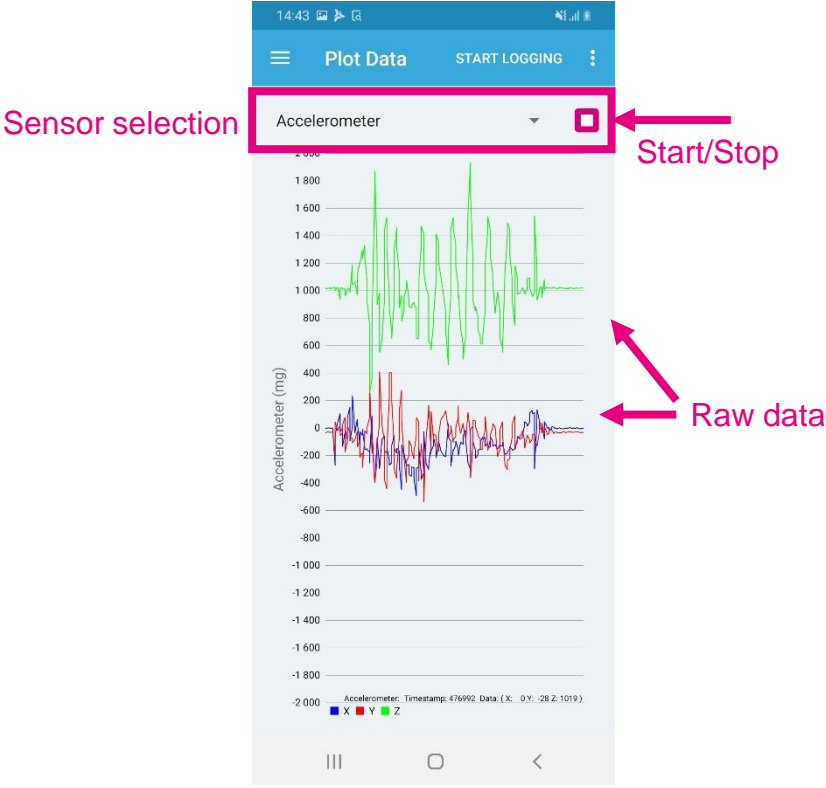 14:43
Plot Data START LOGGING
Sensor selection
Accelerometer
Start/Stop
2 000
1 800
1 600
1 400
1 200
1 000
800
600
400
200
0
-200
-400
-600
-800
-1 000
-1 200
-1 400
-1 600
-1 800
-2 000
Accelerometer (mg)
Raw data
Accelerometer: Timestamp: 476992 Data: ( X: 0 Y: -28 Z: 1019 )
X Y Z